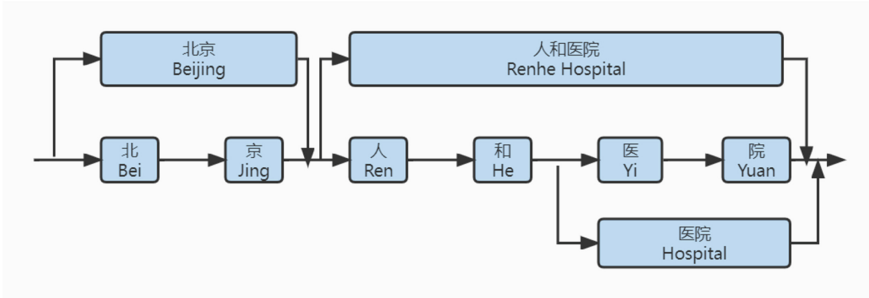 北京
Beijing
人和医院
Renhe Hospital
北
Bei
京
Jing
人
Ren
和
He
医
Yi
院
Yuan
医院
Hospital